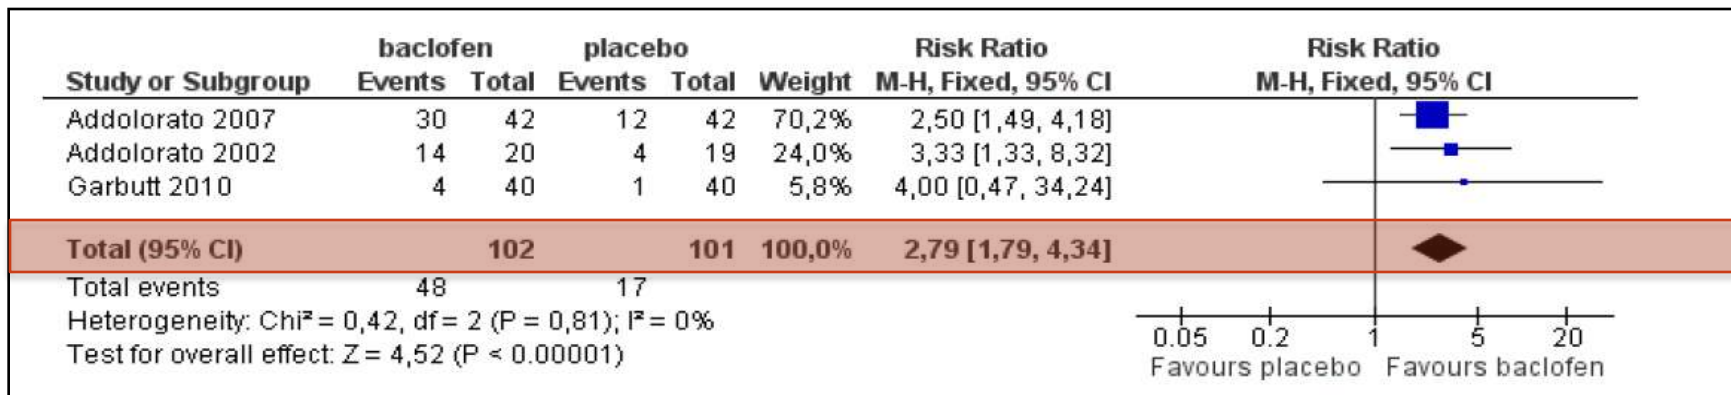 baclofen placebo Risk Ratio Risk Ratio
Study or Subgroup Events Total Events Total Weight M-H, Fixed, 95% CI M-H, Fixed, 95% CI
Addolorato 2007 30 42 12 42 70,2% 2,50 [1,49, 4,18]
Addolorato 2002 14 20 4 19 24,0% 3,33 [1,33, 8,32]
Garbutt 2010 4 40 1 40 5,8% 4,00 [0,47, 34,24]
Total (95% CI) 102 101 100,0% 2,79 [1,79, 4,34]
Total events 48 17
Heterogeneity: Chi² = 0,42, df = 2 (P = 0,81); I² = 0%
Test for overall effect: Z = 4,52 (P < 0.00001)
0.05 0.2 1 5 20
Favours placebo Favours baclofen